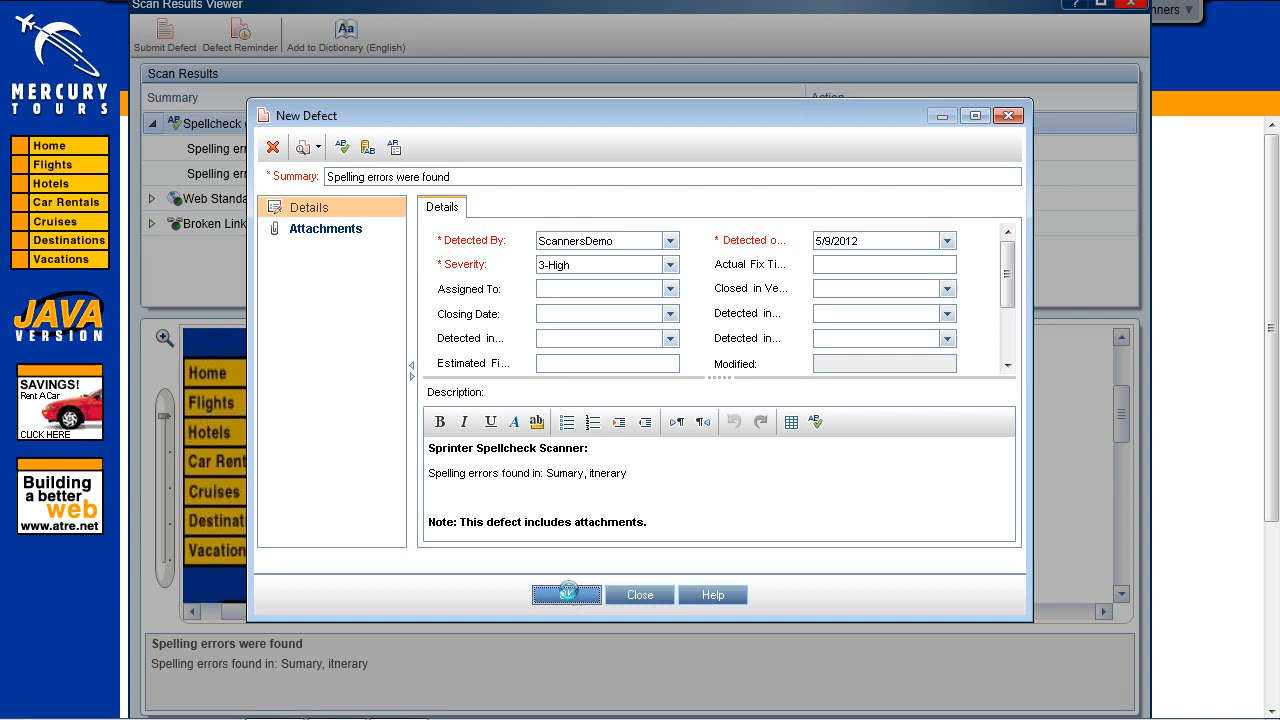 Scan Results Viewer
nners
Submit Defect
Defect Reminder
Add to Dictionary (English)
MERCURY
TOURS
Home
Flights
Hotels
Car Rentals
Cruises
Destinations
Vacations
JAVA
VERSION
SAVINGS!
Rent A Car
CLICK HERE
Building
a better
web
www.atre.net
Scan Results
Summary
Action
Spellcheck
Spelling err
Spelling err
Web Standa
Broken Link
New Defect
* Summary: Spelling errors were found
Details
Attachments
Details
* Detected By: ScannersDemo
* Detected o... 5/9/2012
* Severity: 3-High
Actual Fix Ti...
Assigned To:
Closed in Ve...
Closing Date:
Detected in...
Detected in...
Detected in...
Estimated Fi...
Modified:
Description:
B I U A ab
Sprinter Spellcheck Scanner:
Spelling errors found in: Sumary, itnerary
Note: This defect includes attachments.
OK
Close
Help
Home
Flights
Hotels
Car Rent
Cruises
Destinat
Vacation
Spelling errors were found
Spelling errors found in: Sumary, itnerary